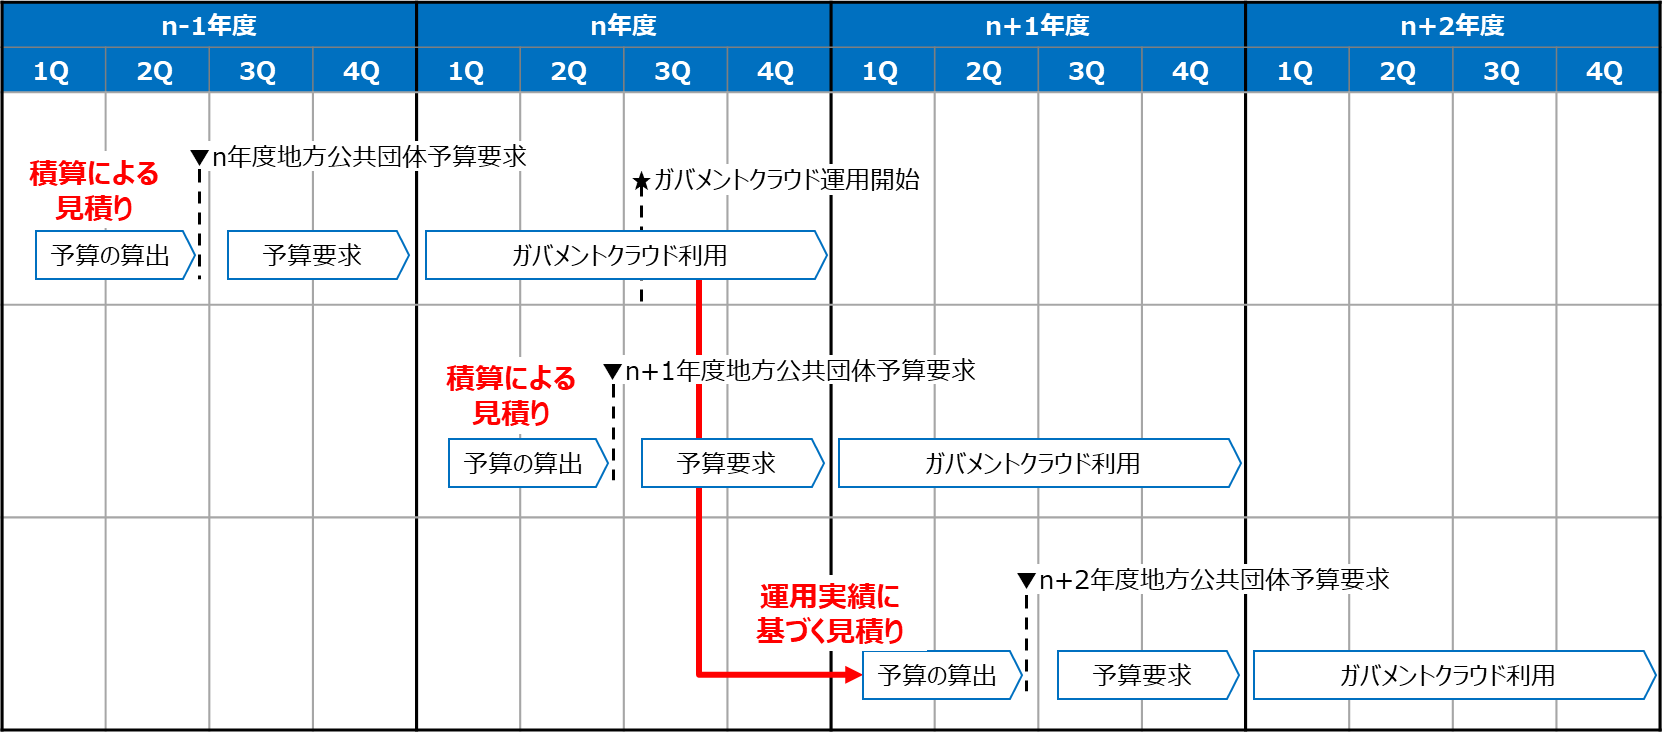 n-1年度
n年度
n+1年度
n+2年度
1Q 2Q 3Q 4Q 1Q 2Q 3Q 4Q 1Q 2Q 3Q 4Q 1Q 2Q 3Q 4Q
▼n年度地方公共団体予算要求
積算による
見積り
★ガバメントクラウド運用開始
予算の算出
予算要求
ガバメントクラウド利用
▼n+1年度地方公共団体予算要求
積算による
見積り
予算の算出
予算要求
ガバメントクラウド利用
▼n+2年度地方公共団体予算要求
運用実績に
基づく見積り
予算の算出
予算要求
ガバメントクラウド利用